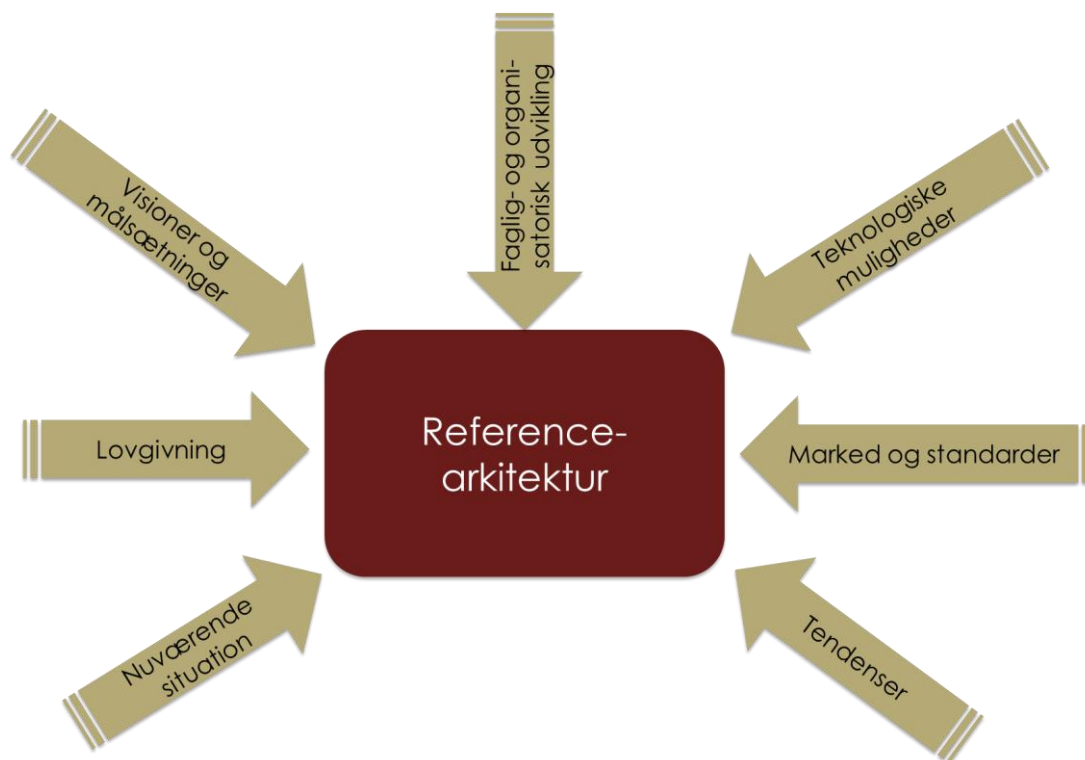 Faglig- og organi-
satorisk udvikling
Visioner og
målsætninger
Teknologiske
muligheder
Reference-
arkitektur
Lovgivning
Marked og standarder
Nuværende
situation
Tendenser